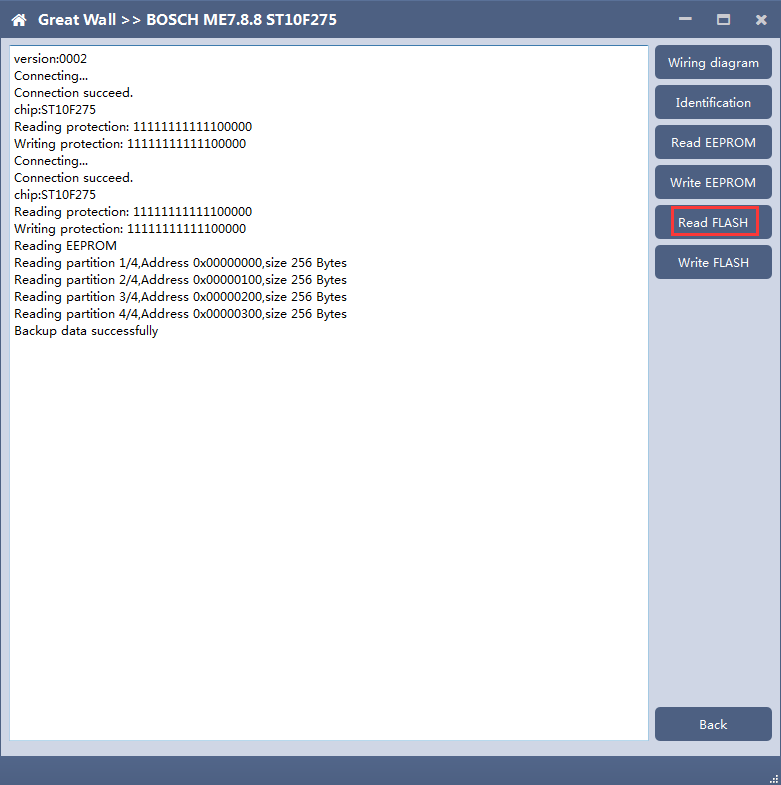 Great Wall >> BOSCH ME7.8.8 ST10F275
version:0002
Connecting...
Connection succeed.
chip:ST10F275
Reading protection: 11111111111100000
Writing protection: 11111111111100000
Connecting...
Connection succeed.
chip:ST10F275
Reading protection: 11111111111100000
Writing protection: 11111111111100000
Reading EEPROM
Reading partition 1/4,Address 0x00000000,size 256 Bytes
Reading partition 2/4,Address 0x00000100,size 256 Bytes
Reading partition 3/4,Address 0x00000200,size 256 Bytes
Reading partition 4/4,Address 0x00000300,size 256 Bytes
Backup data successfully
Wiring diagram
Identification
Read EEPROM
Write EEPROM
Read FLASH
Write FLASH
Back